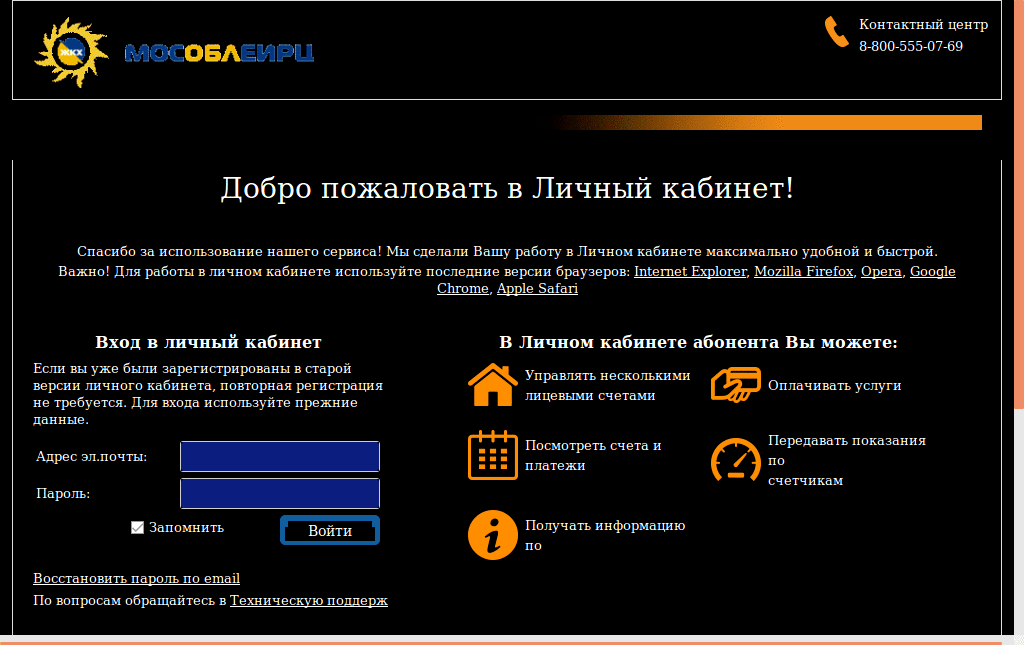 ЖКХ
МОСОБЛЕИРЦ
Контактный центр
8-800-555-07-69
Добро пожаловать в Личный кабинет!
Спасибо за использование нашего сервиса! Мы сделали Вашу работу в Личном кабинете максимально удобной и быстрой.
Важно! Для работы в личном кабинете используйте последние версии браузеров: Internet Explorer, Mozilla Firefox, Opera, Google
Chrome, Apple Safari
Вход в личный кабинет
Если вы уже были зарегистрированы в старой
версии личного кабинета, повторная регистрация
не требуется. Для входа используйте прежние
данные.
Адрес эл.почты:
Пароль:
Запомнить
Войти
Восстановить пароль по email
По вопросам обращайтесь в Техническую поддерж
В Личном кабинете абонента Вы можете:
Управлять несколькими
лицевыми счетами
Оплачивать услуги
Посмотреть счета и
платежи
Передавать показания
по
счетчикам
Получать информацию
по